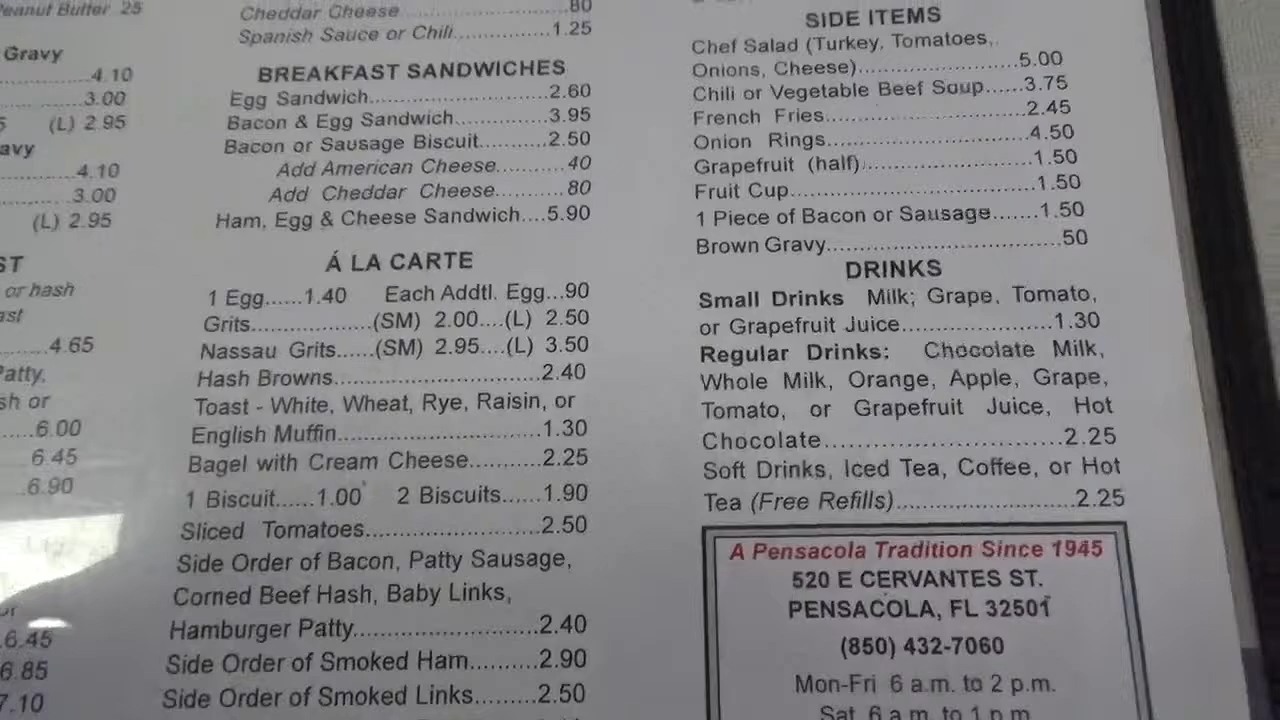 Peanut Butter 25
Gravy
4.10
3.00
(L) 2.95
4.10
3.00
(L) 2.95
or hash
4.65
Patty,
or
6.00
6.45
6.90
6.45
6.85
7.10
Cheddar Cheese 80
Spanish Sauce or Chili 1.25
BREAKFAST SANDWICHES
Egg Sandwich 2.60
Bacon & Egg Sandwich 3.95
Bacon or Sausage Biscuit 2.50
Add American Cheese 40
Add Cheddar Cheese 80
Ham, Egg & Cheese Sandwich 5.90
Á LA CARTE
1 Egg 1.40 Each Addtl. Egg 90
Grits (SM) 2.00 (L) 2.50
Nassau Grits (SM) 2.95 (L) 3.50
Hash Browns 2.40
Toast - White, Wheat, Rye, Raisin, or
English Muffin 1.30
Bagel with Cream Cheese 2.25
1 Biscuit 1.00 2 Biscuits 1.90
Sliced Tomatoes 2.50
Side Order of Bacon, Patty Sausage,
Corned Beef Hash, Baby Links,
Hamburger Patty 2.40
Side Order of Smoked Ham 2.90
Side Order of Smoked Links 2.50
SIDE ITEMS
Chef Salad (Turkey, Tomatoes,
Onions, Cheese) 5.00
Chili or Vegetable Beef Soup 3.75
French Fries 2.45
Onion Rings 4.50
Grapefruit (half) 1.50
Fruit Cup 1.50
1 Piece of Bacon or Sausage 1.50
Brown Gravy 50
DRINKS
Small Drinks Milk; Grape, Tomato,
or Grapefruit Juice 1.30
Regular Drinks: Chocolate Milk,
Whole Milk, Orange, Apple, Grape,
Tomato, or Grapefruit Juice, Hot
Chocolate 2.25
Soft Drinks, Iced Tea, Coffee, or Hot
Tea (Free Refills) 2.25
A Pensacola Tradition Since 1945
520 E CERVANTES ST.
PENSACOLA, FL 32501
(850) 432-7060
Mon-Fri 6 a.m. to 2 p.m.
Sat 6 a.m. to 1 p.m.